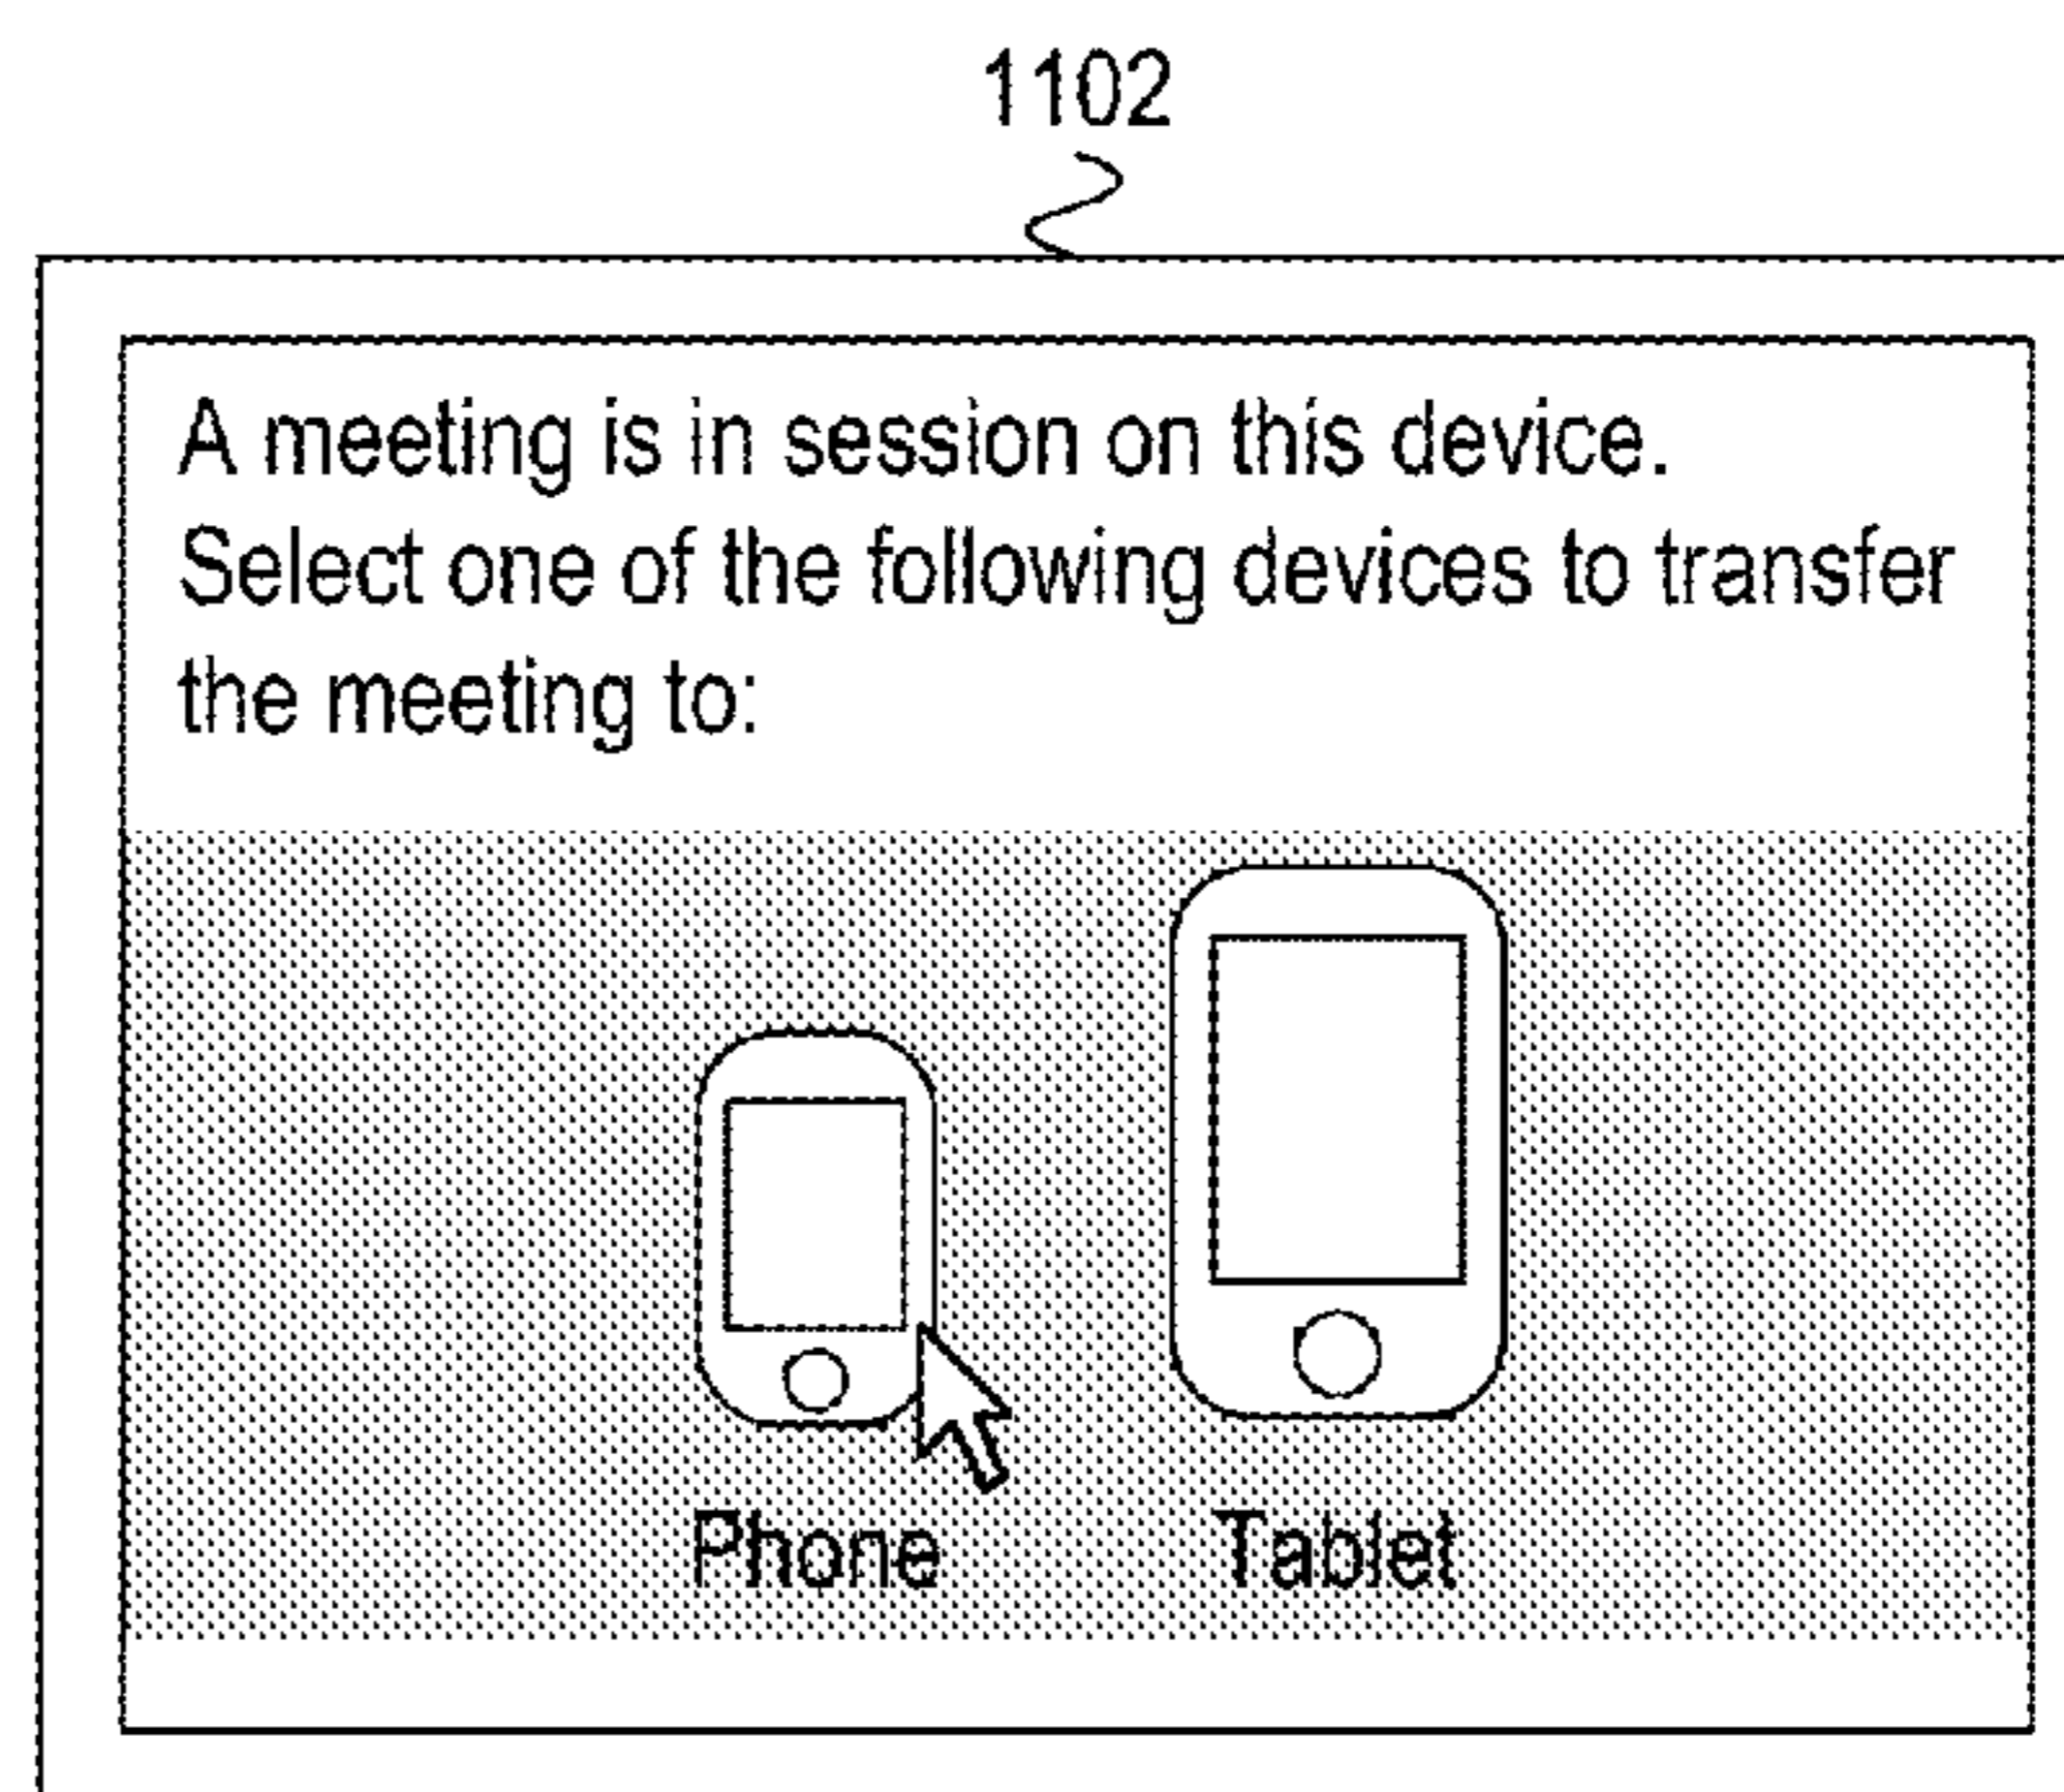 1102
A meeting is in session on this device.
Select one of the following devices to transfer
the meeting to:
Phone Tablet